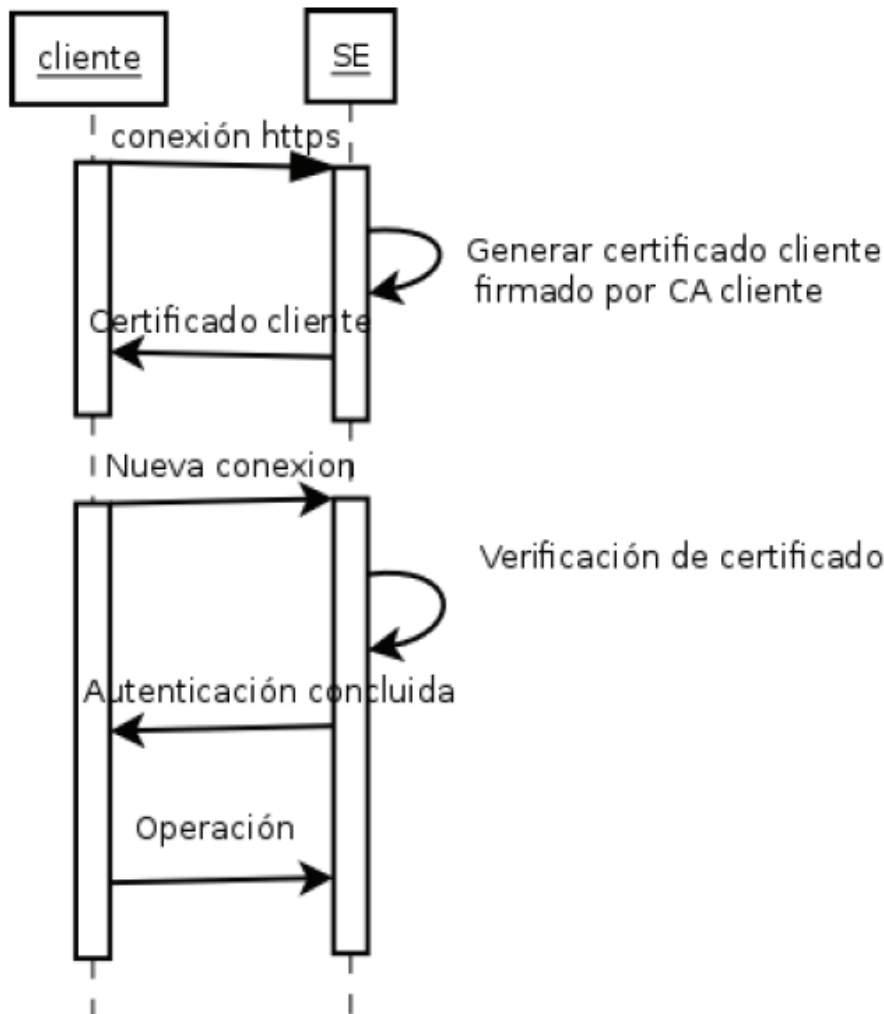 cliente
SE
conexión https
Generar certificado cliente
firmado por CA cliente
Certificado cliente
Nueva conexion
Verificación de certificado
Autenticación concluida
Operación